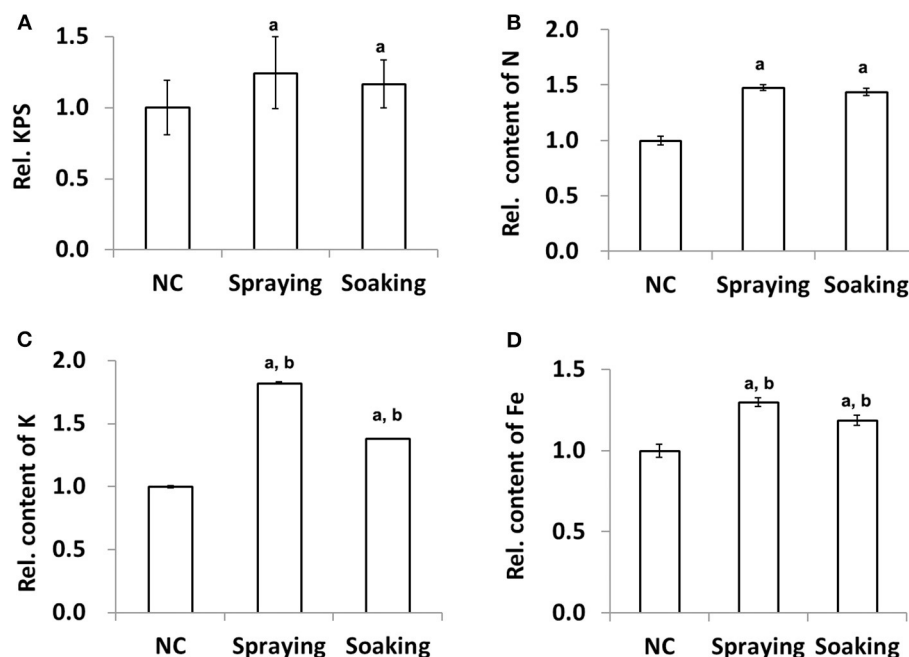 A
Rel. KPS
1.5
1.0
0.5
0.0
a
a
NC Spraying Soaking
B
Rel. content of N
2.0
1.5
1.0
0.5
0.0
a
a
NC Spraying Soaking
C
Rel. content of K
2.0
1.5
1.0
0.5
0.0
a, b
a, b
NC Spraying Soaking
D
Rel. content of Fe
1.5
1.0
0.5
0.0
a, b
a, b
NC Spraying Soaking